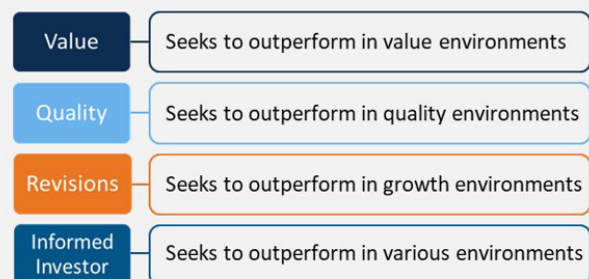 Value
Seeks to outperform in value environments
Quality
Seeks to outperform in quality environments
Revisions
Seeks to outperform in growth environments
Informed
Investor
Seeks to outperform in various environments